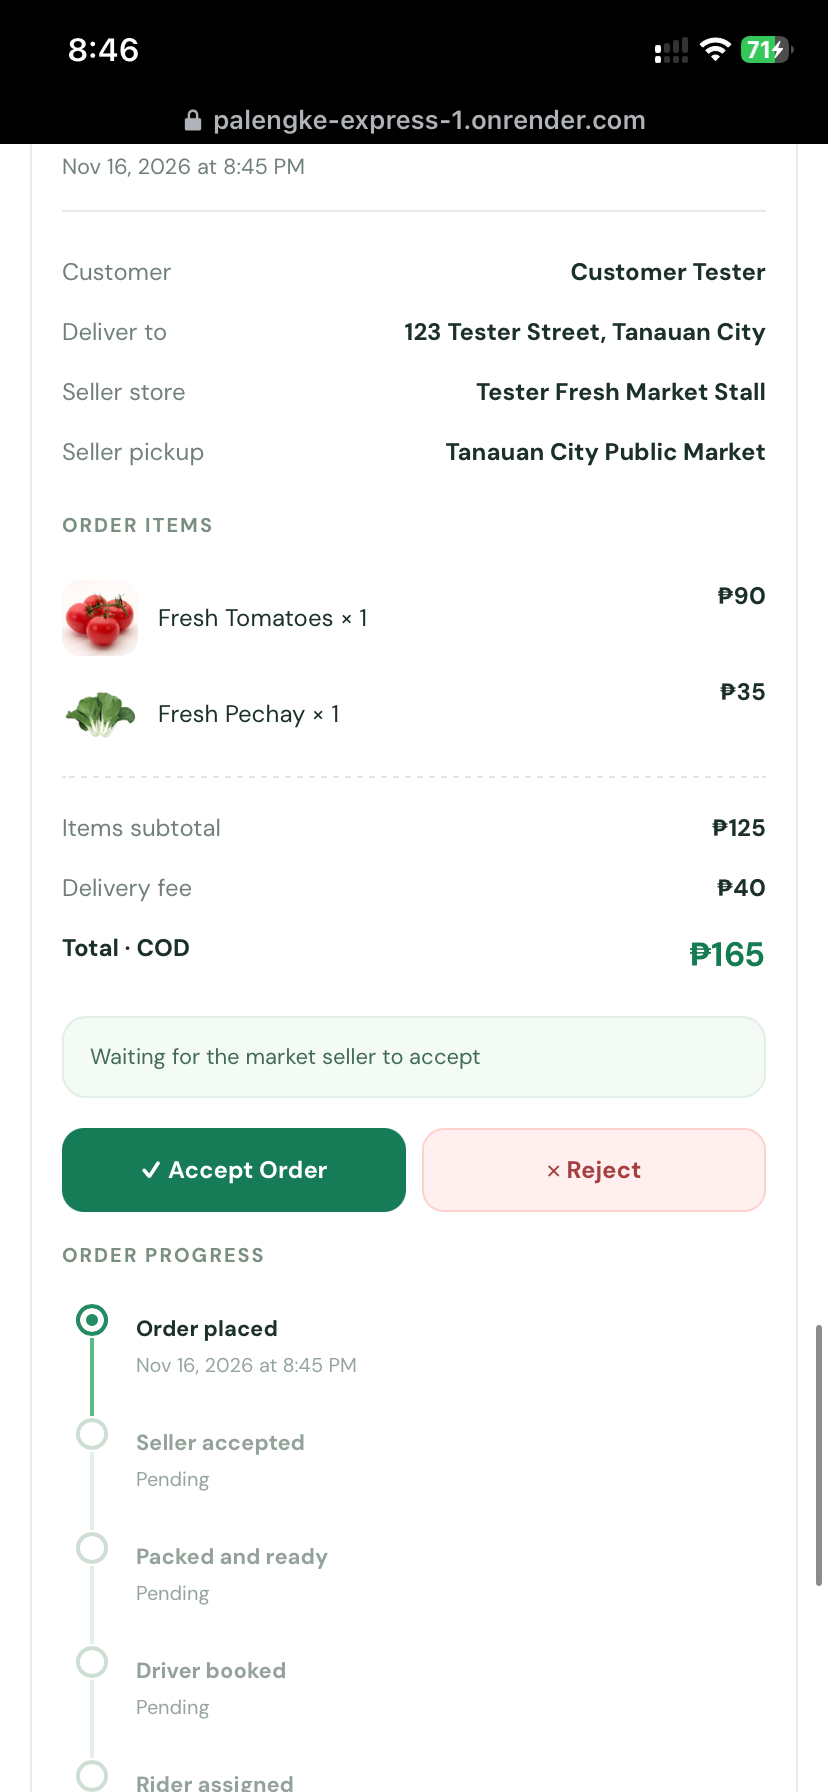 8:46
71
palengke-express-1.onrender.com
Nov 16, 2026 at 8:45 PM
Customer Customer Tester
Deliver to 123 Tester Street, Tanauan City
Seller store Tester Fresh Market Stall
Seller pickup Tanauan City Public Market
ORDER ITEMS
Fresh Tomatoes × 1 ₱90
Fresh Pechay × 1 ₱35
Items subtotal ₱125
Delivery fee ₱40
Total · COD ₱165
Waiting for the market seller to accept
✓ Accept Order × Reject
ORDER PROGRESS
Order placed
Nov 16, 2026 at 8:45 PM
Seller accepted
Pending
Packed and ready
Pending
Driver booked
Pending
Rider assigned